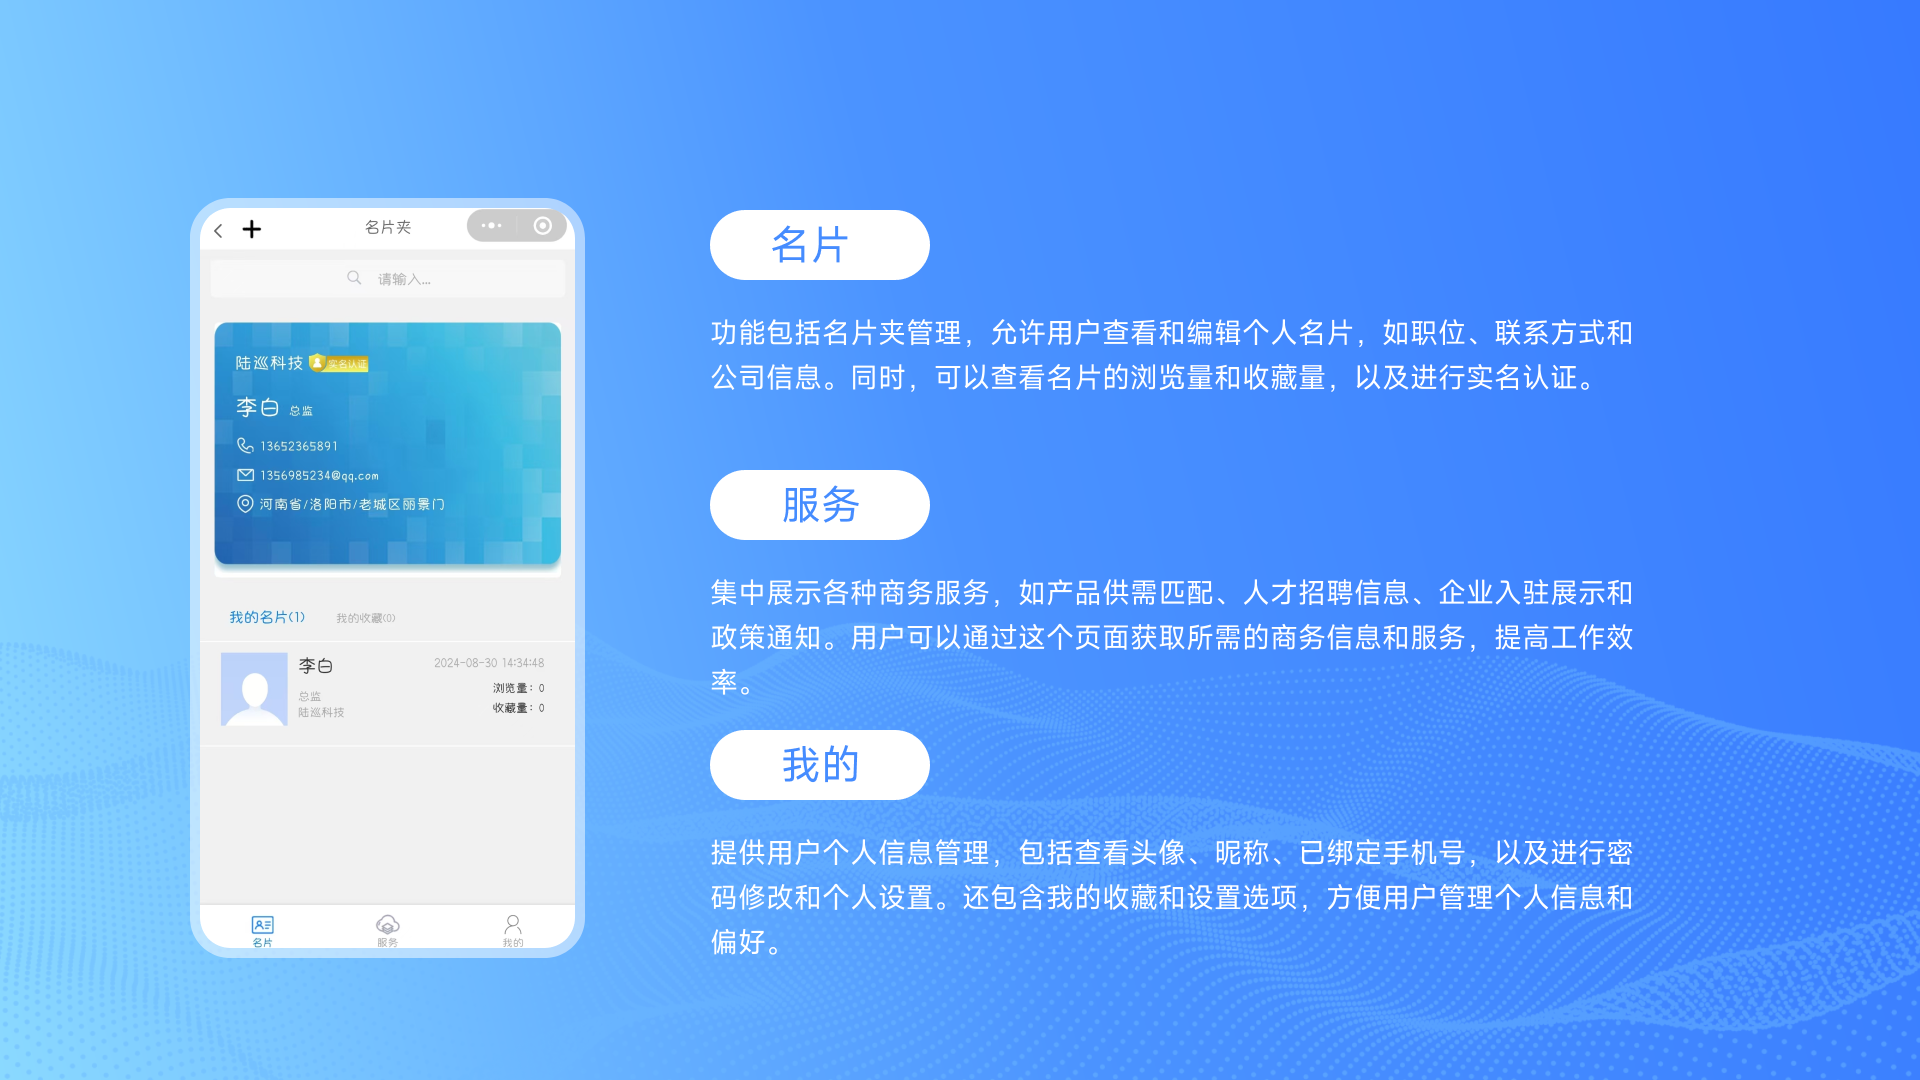 名片夹
请输入...
陆巡科技 实名认证
李白 总监
13652365891
1356985234@qq.com
河南省/洛阳市/老城区丽景门
我的名片(1) 我的收藏(0)
李白 2024-08-30 14:34:48
总监 浏览量：0
陆巡科技 收藏量：0
名片 服务 我的
名片
功能包括名片夹管理，允许用户查看和编辑个人名片，如职位、联系方式和
公司信息。同时，可以查看名片的浏览量和收藏量，以及进行实名认证。
服务
集中展示各种商务服务，如产品供需匹配、人才招聘信息、企业入驻展示和
政策通知。用户可以通过这个页面获取所需的商务信息和服务，提高工作效
率。
我的
提供用户个人信息管理，包括查看头像、昵称、已绑定手机号，以及进行密
码修改和个人设置。还包含我的收藏和设置选项，方便用户管理个人信息和
偏好。